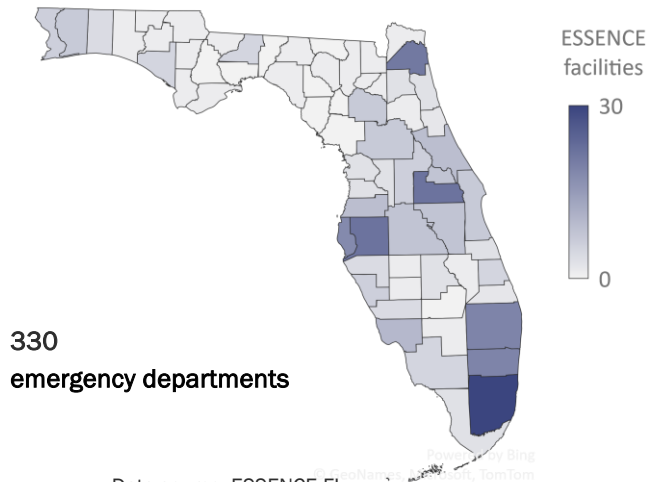 ESSENCE
facilities
30
0
330
emergency departments
Powered by Bing
© GeoNames, Microsoft, TomTom